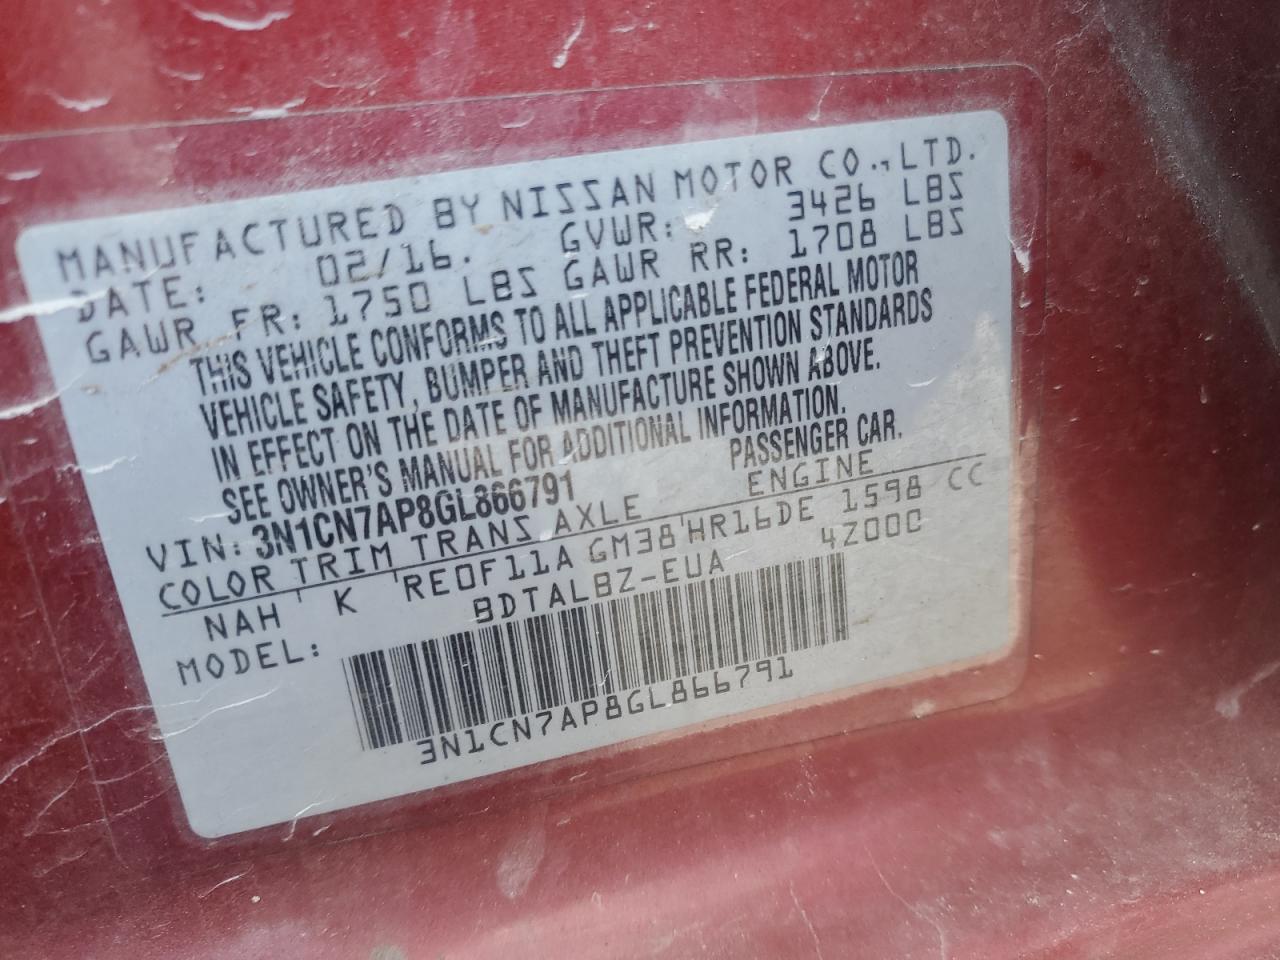 MANUFACTURED BY NISSAN MOTOR CO., LTD.
DATE: 02/16. GVWR: 3426 LBS
GAWR FR: 1750 LBS GAWR RR: 1708 LBS
THIS VEHICLE CONFORMS TO ALL APPLICABLE FEDERAL MOTOR
VEHICLE SAFETY, BUMPER AND THEFT PREVENTION STANDARDS
IN EFFECT ON THE DATE OF MANUFACTURE SHOWN ABOVE.
SEE OWNER'S MANUAL FOR ADDITIONAL INFORMATION.
VIN: 3N1CN7AP8GL866791 PASSENGER CAR.
COLOR TRIM TRANS AXLE ENGINE
NAH K RE0F11A GM38 HR16DE 1598 CC
MODEL: BDTALBZ-EUA 4Z00C
3N1CN7AP8GL866791